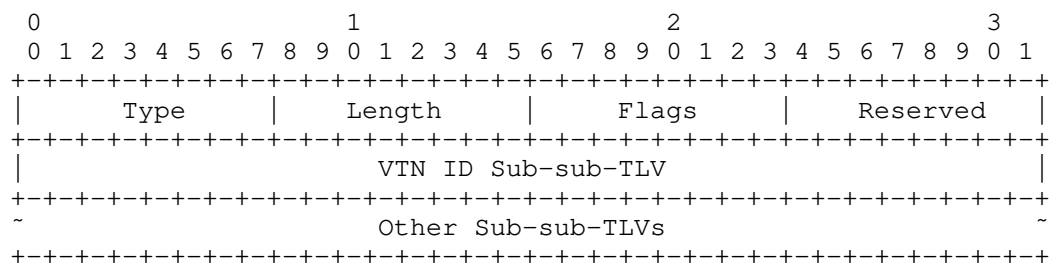 0                   1                   2                   3
 0 1 2 3 4 5 6 7 8 9 0 1 2 3 4 5 6 7 8 9 0 1 2 3 4 5 6 7 8 9 0 1
+-+-+-+-+-+-+-+-+-+-+-+-+-+-+-+-+-+-+-+-+-+-+-+-+-+-+-+-+-+-+-+-+
|      Type     |    Length     |     Flags     |    Reserved   |
+-+-+-+-+-+-+-+-+-+-+-+-+-+-+-+-+-+-+-+-+-+-+-+-+-+-+-+-+-+-+-+-+
|                      VTN ID Sub-sub-TLV                       |
+-+-+-+-+-+-+-+-+-+-+-+-+-+-+-+-+-+-+-+-+-+-+-+-+-+-+-+-+-+-+-+-+
~                      Other Sub-sub-TLVs                       ~
+-+-+-+-+-+-+-+-+-+-+-+-+-+-+-+-+-+-+-+-+-+-+-+-+-+-+-+-+-+-+-+-+